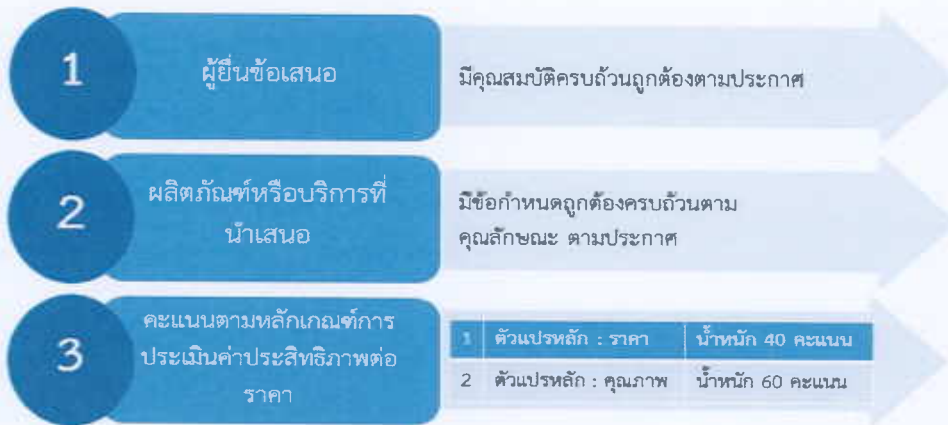 1
ผู้ยื่นข้อเสนอ
มีคุณสมบัติครบถ้วนถูกต้องตามประกาศ
2
ผลิตภัณฑ์หรือบริการที่
นำเสนอ
มีข้อกำหนดถูกต้องครบถ้วนตาม
คุณลักษณะ ตามประกาศ
3
คะแนนตามหลักเกณฑ์การ
ประเมินค่าประสิทธิภาพต่อ
ราคา
1 ตัวแปรหลัก : ราคา น้ำหนัก 40 คะแนน
2 ตัวแปรหลัก : คุณภาพ น้ำหนัก 60 คะแนน